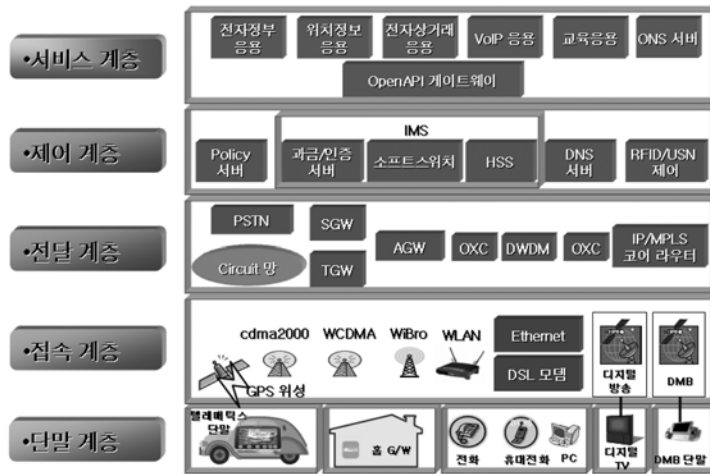 •서비스 계층
전자정부
응용
위치정보
응용
전자상거래
응용
VoIP 응용
교육응용
ONS 서버
OpenAPI 게이트웨이
•제어 계층
IMS
Policy
서버
과금/인증
서버
소프트스위치
HSS
DNS
서버
RFID/USN
제어
•전달 계층
PSTN
SGW
Circuit 망
TGW
AGW
OXC
DWDM
OXC
IP/MPLS
코어 라우터
•접속 계층
cdma2000
WCDMA
WiBro
WLAN
Ethernet
DSL 모뎀
GPS 위성
디지털
방송
DMB
•단말 계층
텔레매틱스
단말
홈 G/W
전화
휴대전화
PC
디지털
TV
DMB 단말